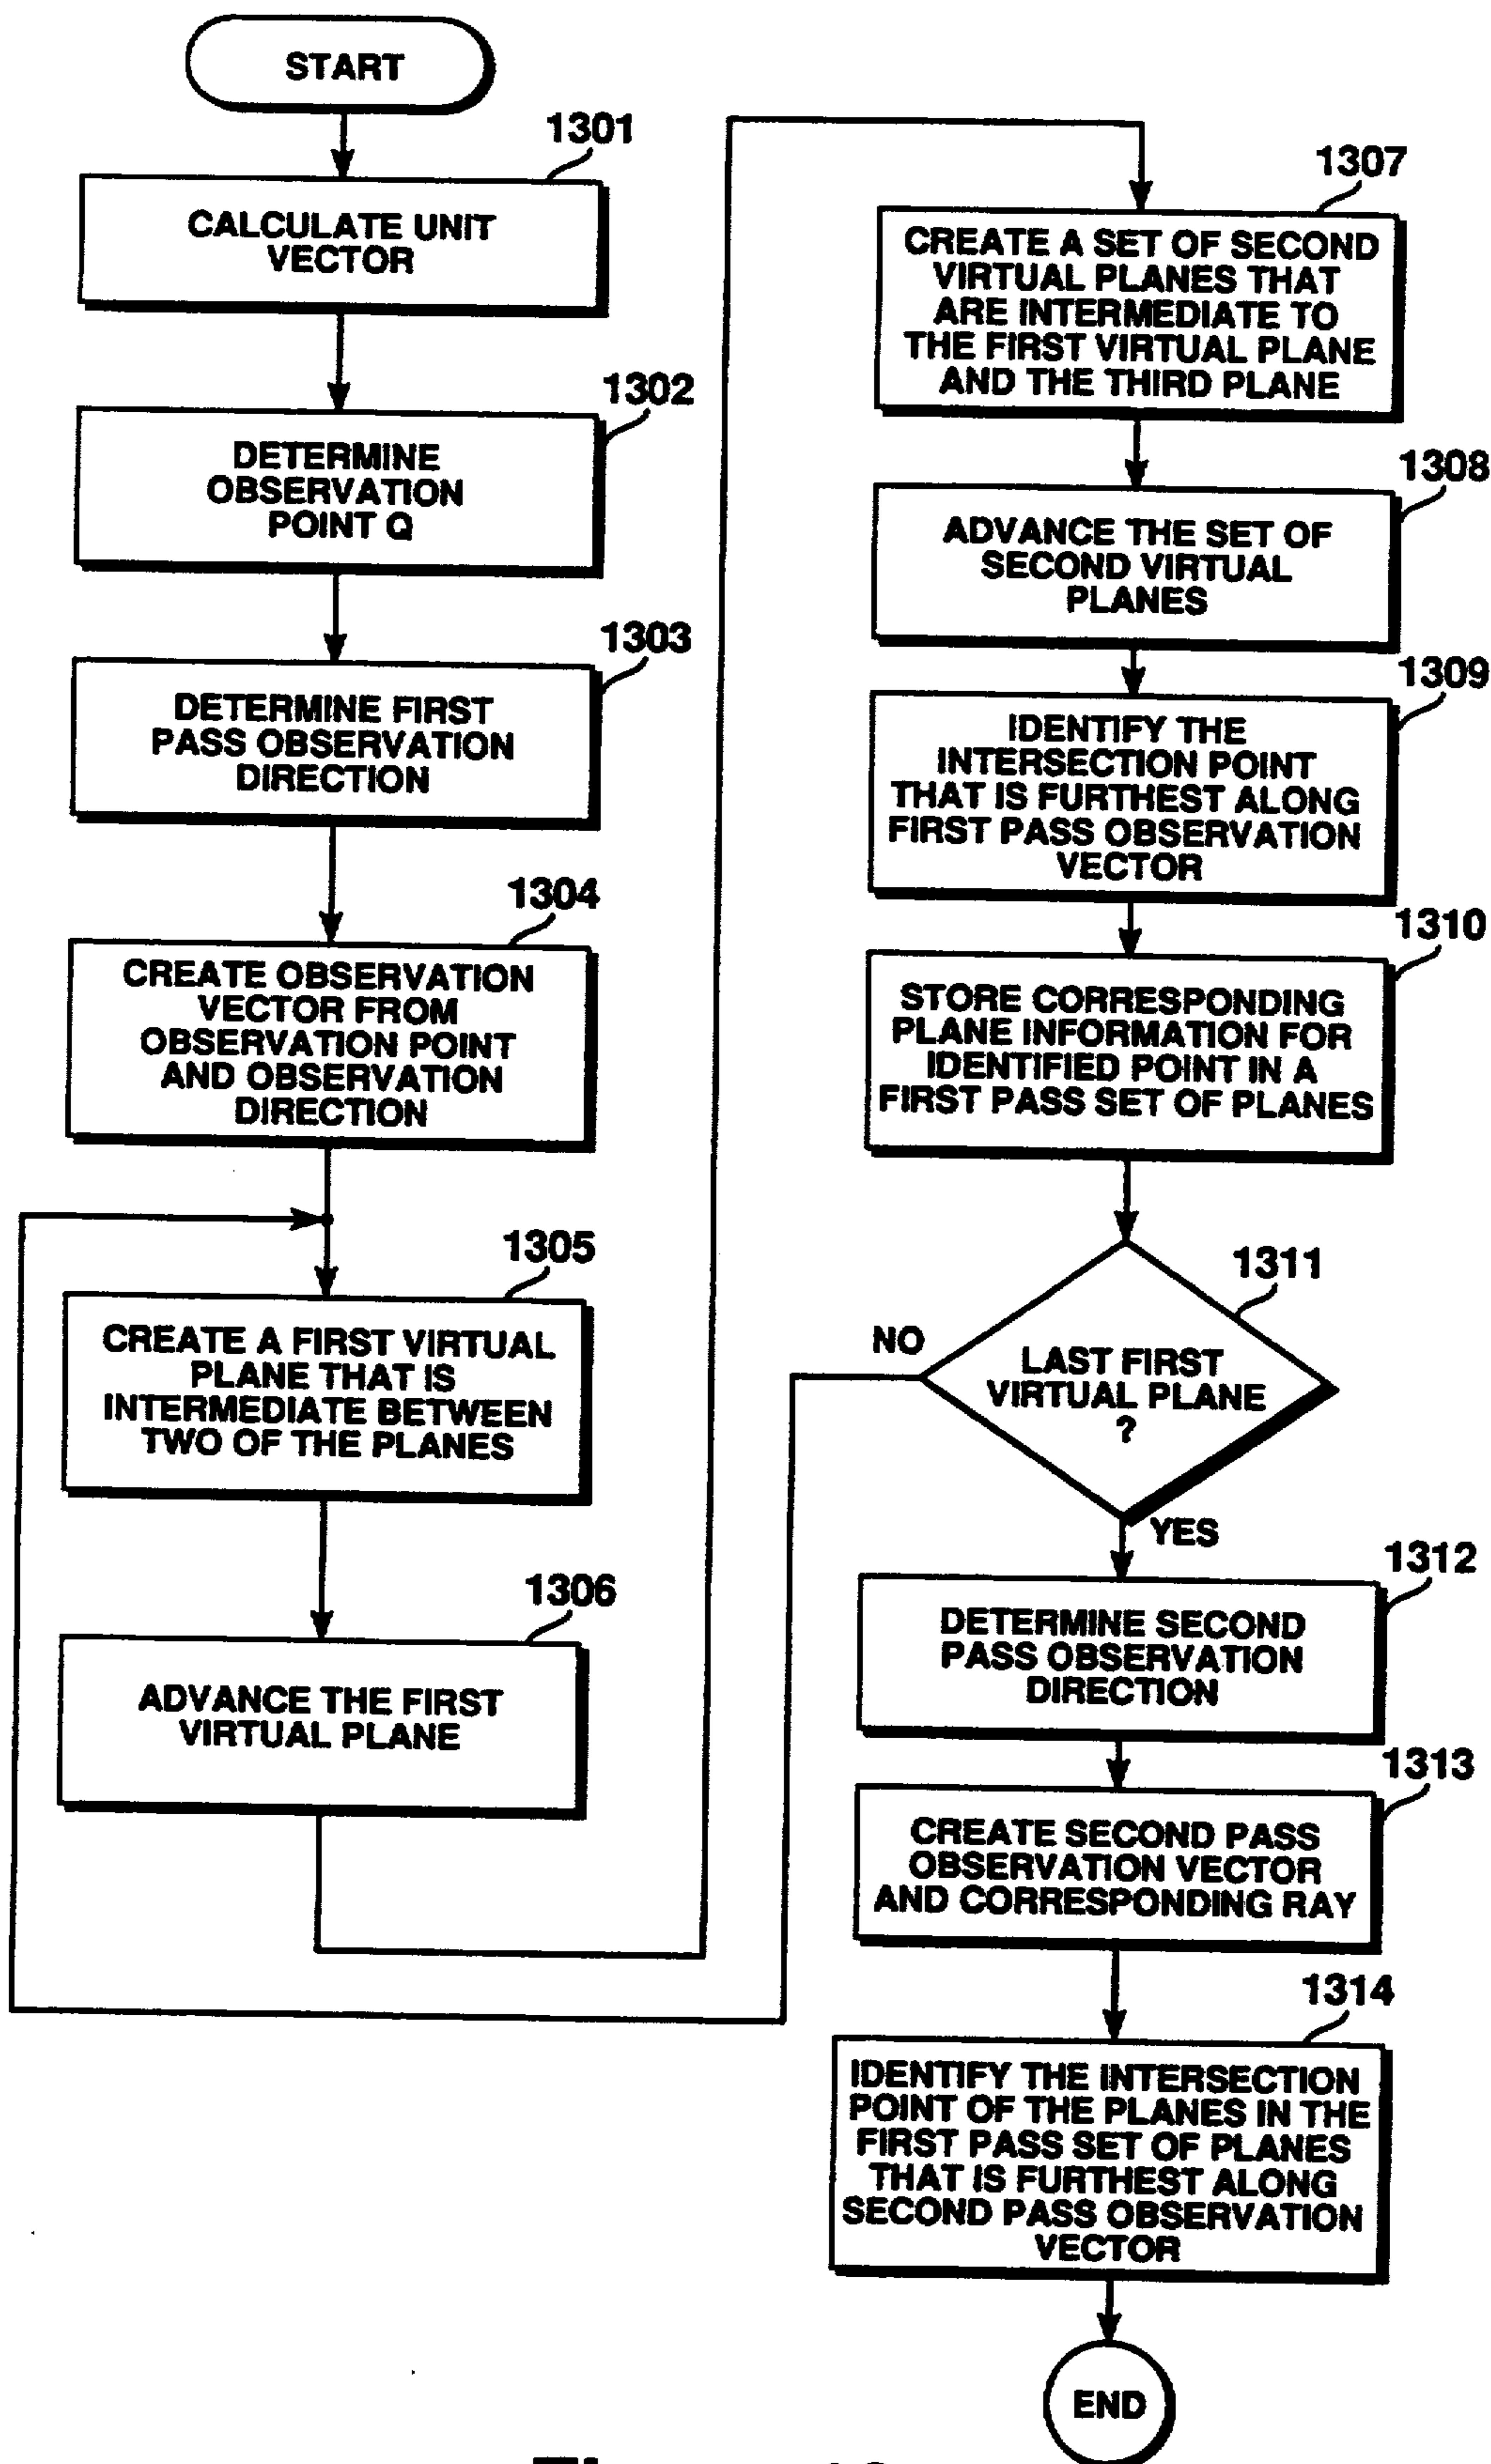 START
1301
CALCULATE UNIT
VECTOR
1302
DETERMINE
OBSERVATION
POINT Q
1303
DETERMINE FIRST
PASS OBSERVATION
DIRECTION
1304
CREATE OBSERVATION
VECTOR FROM
OBSERVATION POINT
AND OBSERVATION
DIRECTION
1305
CREATE A FIRST VIRTUAL
PLANE THAT IS
INTERMEDIATE BETWEEN
TWO OF THE PLANES
1306
ADVANCE THE FIRST
VIRTUAL PLANE
1307
CREATE A SET OF SECOND
VIRTUAL PLANES THAT
ARE INTERMEDIATE TO
THE FIRST VIRTUAL PLANE
AND THE THIRD PLANE
1308
ADVANCE THE SET OF
SECOND VIRTUAL
PLANES
1309
IDENTIFY THE
INTERSECTION POINT
THAT IS FURTHEST ALONG
FIRST PASS OBSERVATION
VECTOR
1310
STORE CORRESPONDING
PLANE INFORMATION FOR
IDENTIFIED POINT IN A
FIRST PASS SET OF PLANES
1311
NO
LAST FIRST
VIRTUAL PLANE
?
YES
1312
DETERMINE SECOND
PASS OBSERVATION
DIRECTION
1313
CREATE SECOND PASS
OBSERVATION VECTOR
AND CORRESPONDING RAY
1314
IDENTIFY THE INTERSECTION
POINT OF THE PLANES IN THE
FIRST PASS SET OF PLANES
THAT IS FURTHEST ALONG
SECOND PASS OBSERVATION
VECTOR
END